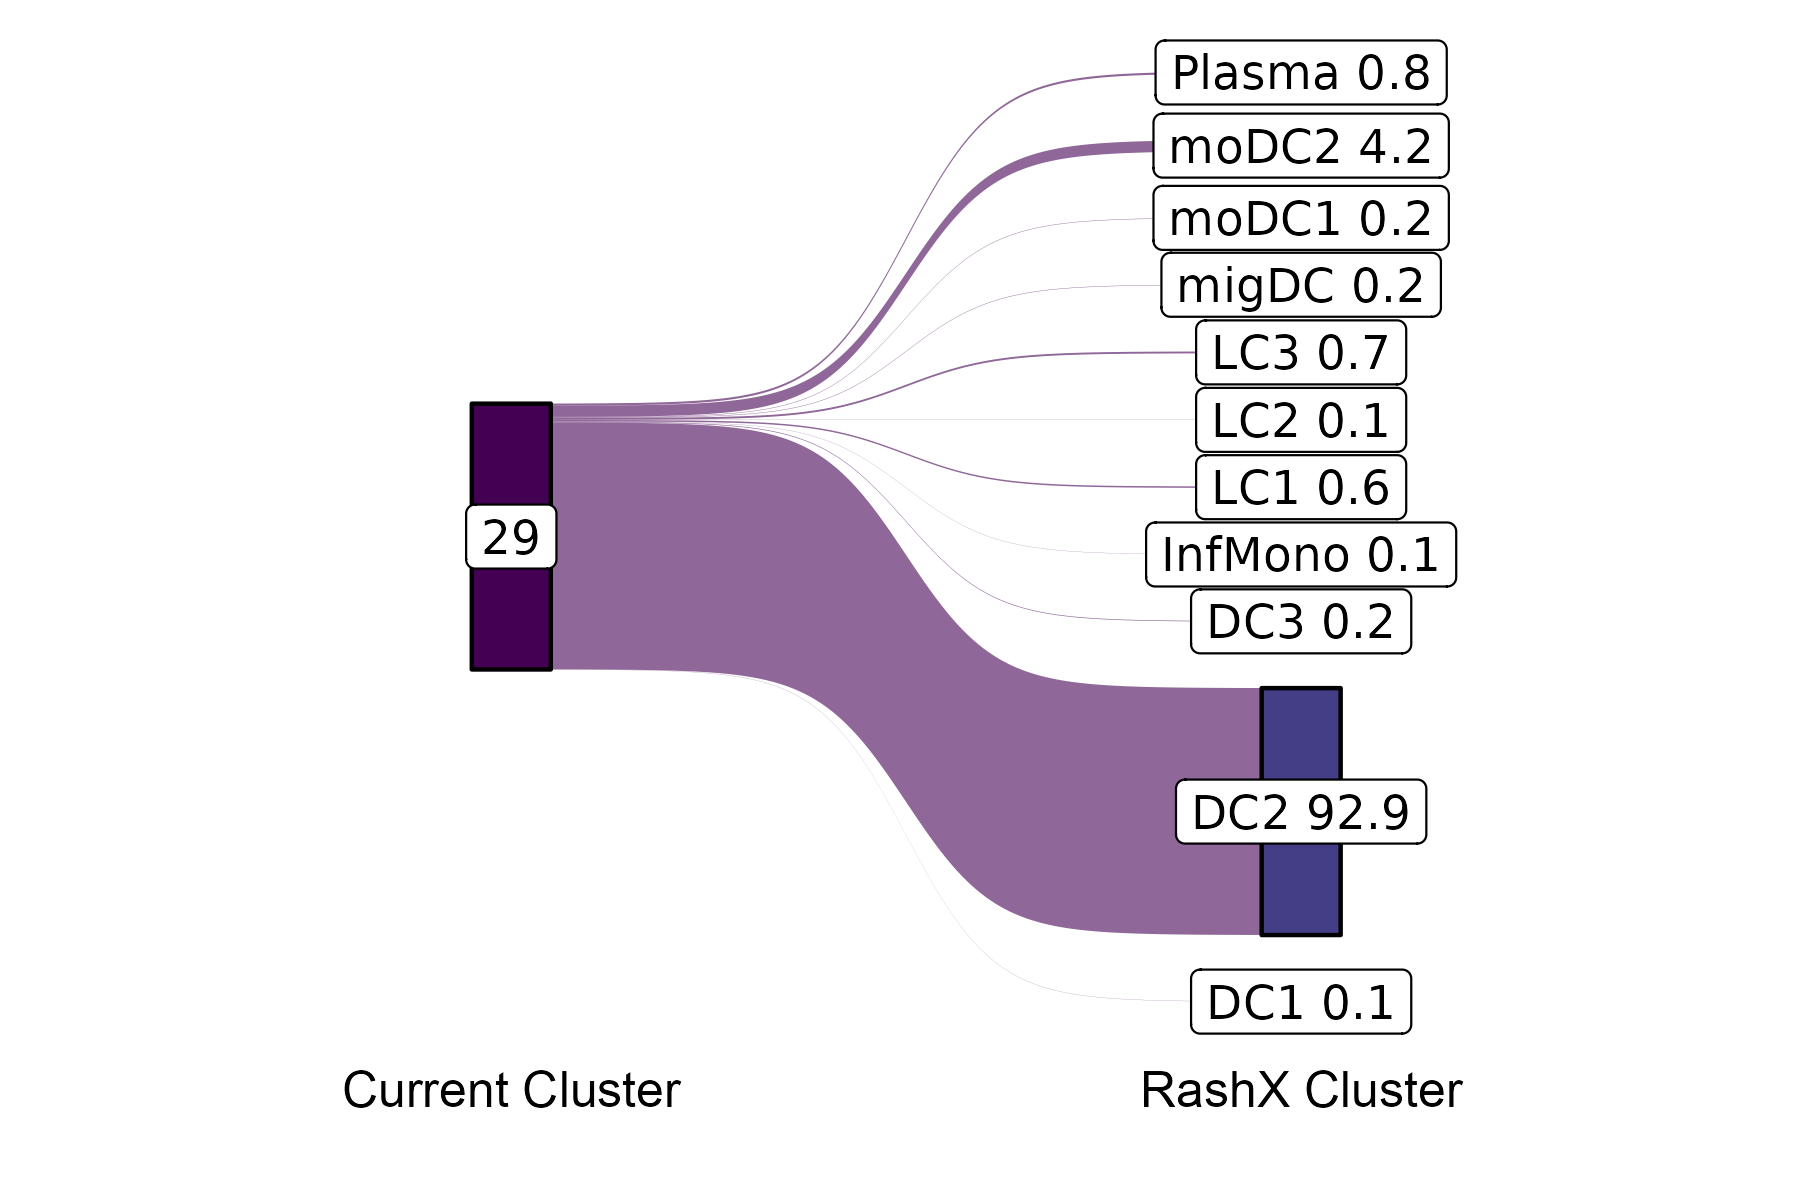 Plasma 0.8
moDC2 4.2
moDC1 0.2
migDC 0.2
LC3 0.7
LC2 0.1
LC1 0.6
29
InfMono 0.1
DC3 0.2
DC2 92.9
DC1 0.1
Current Cluster
RashX Cluster